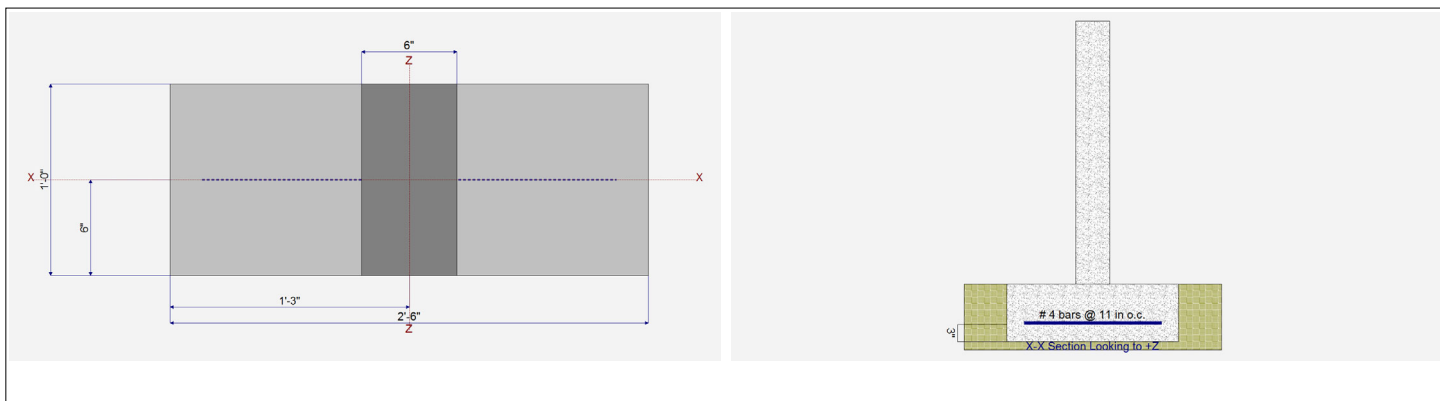 6"
Z
X
X
1'-0"
6"
1'-3"
2'-6"
Z
# 4 bars @ 11 in o.c.
3"
X-X Section Looking to +Z